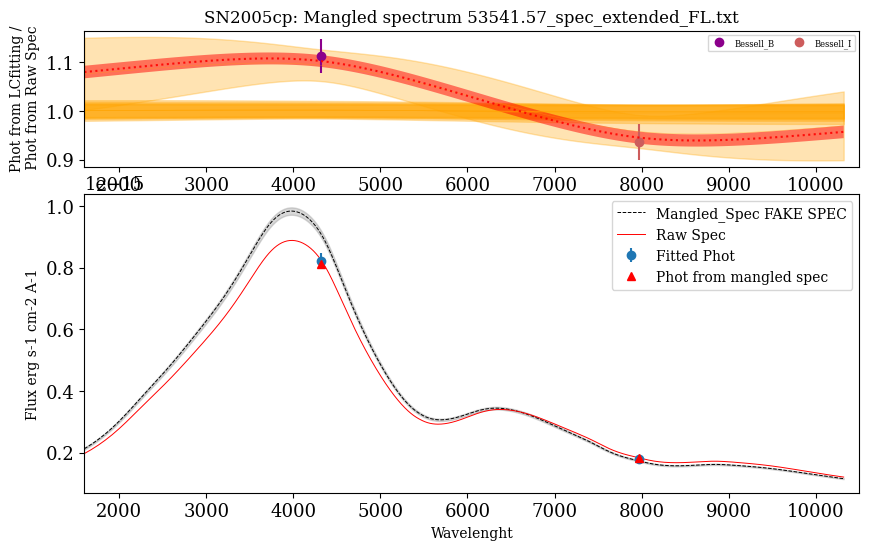 SN2005cp: Mangled spectrum 53541.57_spec_extended_FL.txt
Phot from LCfitting /
Phot from Raw Spec
1.1
1.0
0.9
Bessell_B
Bessell_I
2000 3000 4000 5000 6000 7000 8000 9000 10000
1e−15
Flux erg s-1 cm-2 A-1
1.0
0.8
0.6
0.4
0.2
Mangled_Spec FAKE SPEC
Raw Spec
Fitted Phot
Phot from mangled spec
2000 3000 4000 5000 6000 7000 8000 9000 10000
Wavelenght